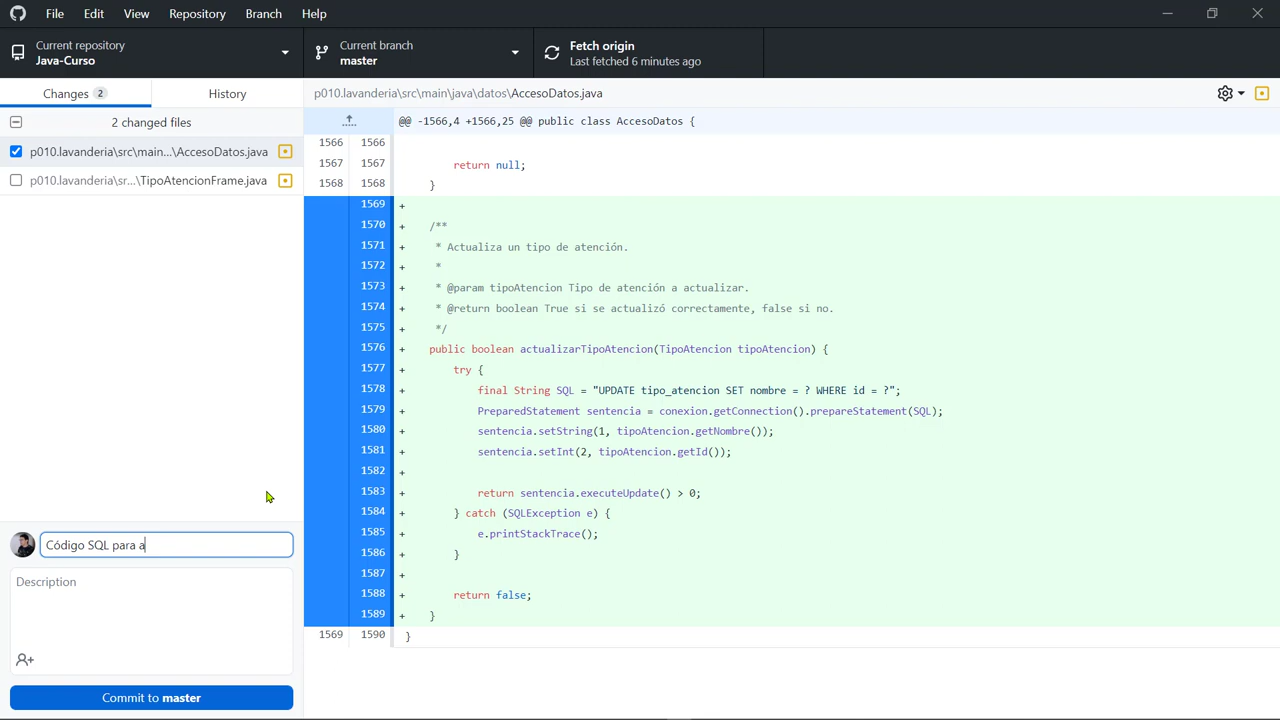 File Edit View Repository Branch Help
Current repository
Java-Curso
Current branch
master
Fetch origin
Last fetched 6 minutes ago
Changes 2 History
p010.lavanderia\src\main\java\datos\AccesoDatos.java
2 changed files
p010.lavanderia\src\main...\AccesoDatos.java
p010.lavanderia\sr...\TipoAtencionFrame.java
@@ -1566,4 +1566,25 @@ public class AccesoDatos {
1566 1566
1567 1567 return null;
1568 1568 }
1569 +
1570 + /**
1571 + * Actualiza un tipo de atención.
1572 + *
1573 + * @param tipoAtencion Tipo de atención a actualizar.
1574 + * @return boolean True si se actualizó correctamente, false si no.
1575 + */
1576 + public boolean actualizarTipoAtencion(TipoAtencion tipoAtencion) {
1577 + try {
1578 + final String SQL = "UPDATE tipo_atencion SET nombre = ? WHERE id = ?";
1579 + PreparedStatement sentencia = conexion.getConnection().prepareStatement(SQL);
1580 + sentencia.setString(1, tipoAtencion.getNombre());
1581 + sentencia.setInt(2, tipoAtencion.getId());
1582 +
1583 + return sentencia.executeUpdate() > 0;
1584 + } catch (SQLException e) {
1585 + e.printStackTrace();
1586 + }
1587 +
1588 + return false;
1589 + }
1569 1590 }
Código SQL para a
Description
Commit to master